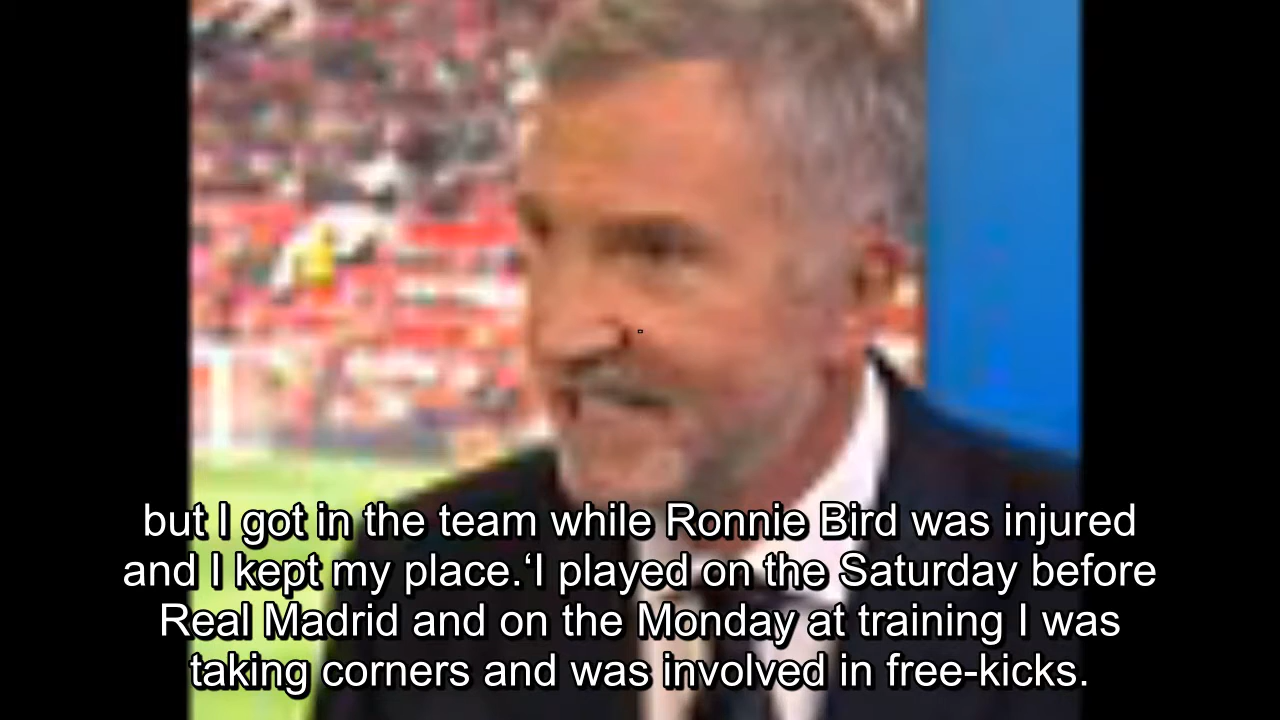 but I got in the team while Ronnie Bird was injured
and I kept my place.‘I played on the Saturday before
Real Madrid and on the Monday at training I was
taking corners and was involved in free-kicks.